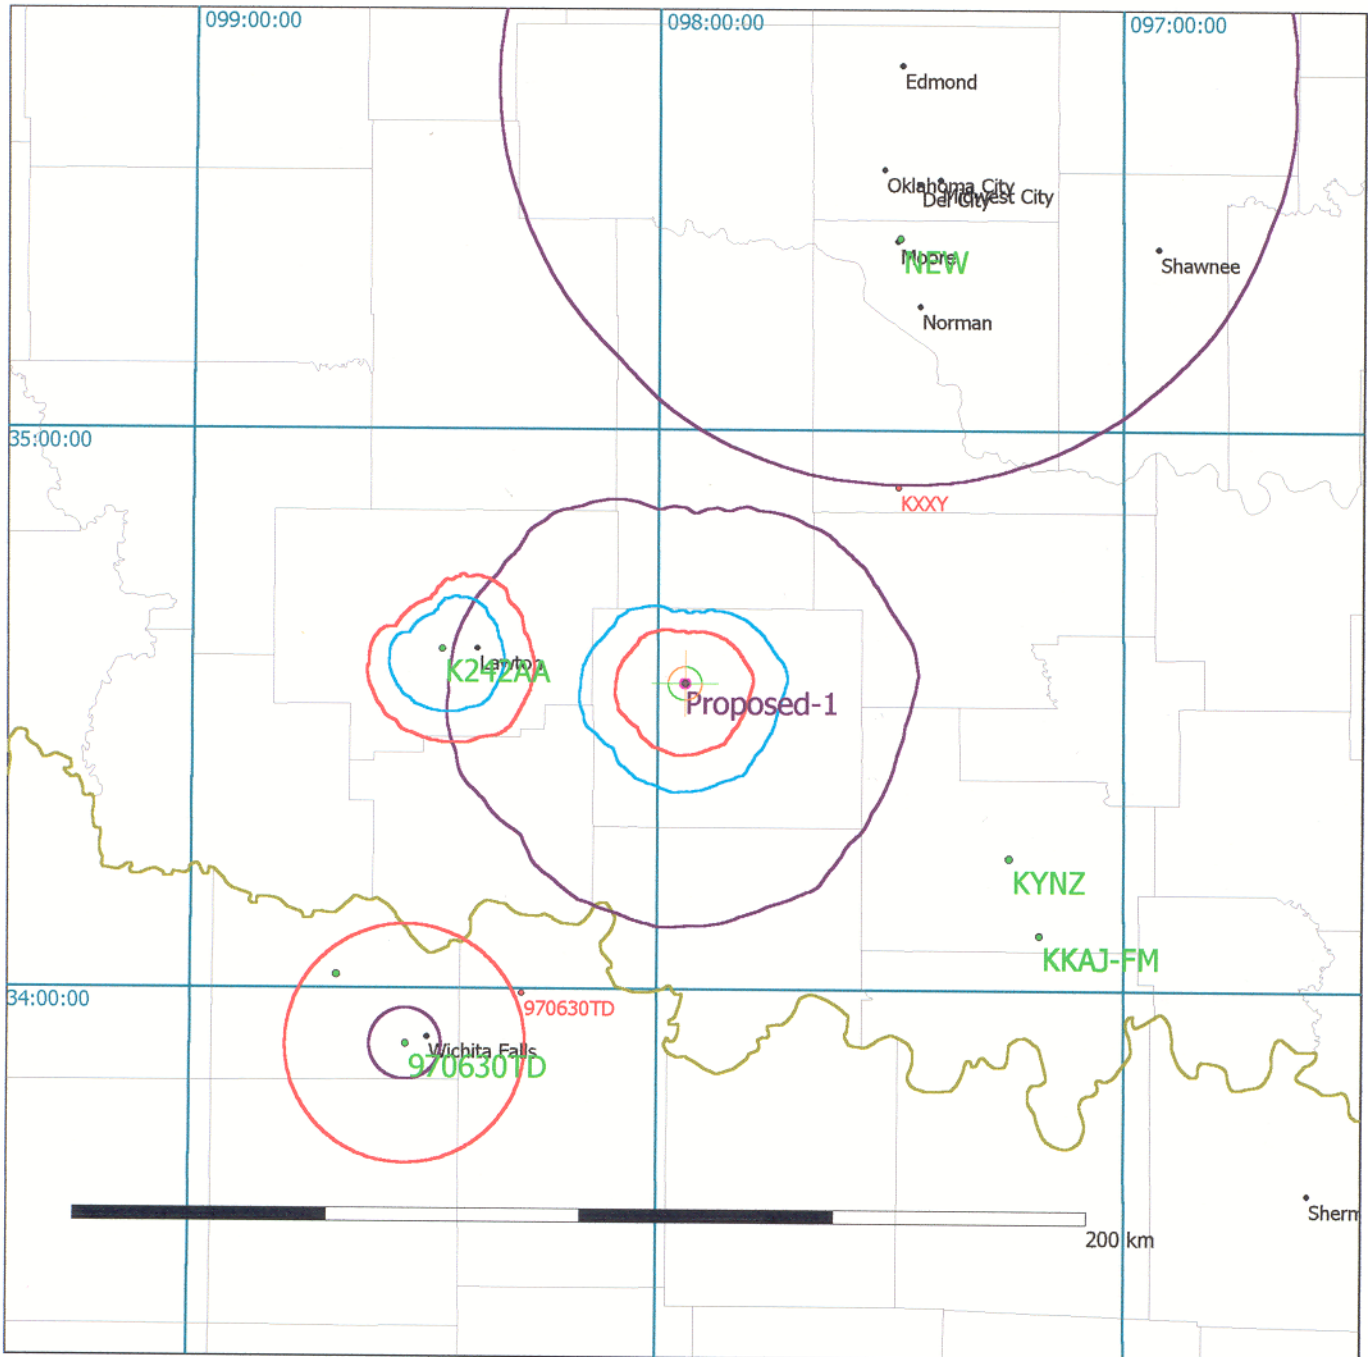 099:00:00
098:00:00
097:00:00
Edmond
Oklahoma City
Del City
Midwest City
Moore
NEW
Shawnee
Norman
35:00:00
KXXY
Lawton
K242AA
Proposed-1
KYNZ
KKAJ-FM
34:00:00
970630TD
Wichita Falls
970630TD
Sherm
200 km